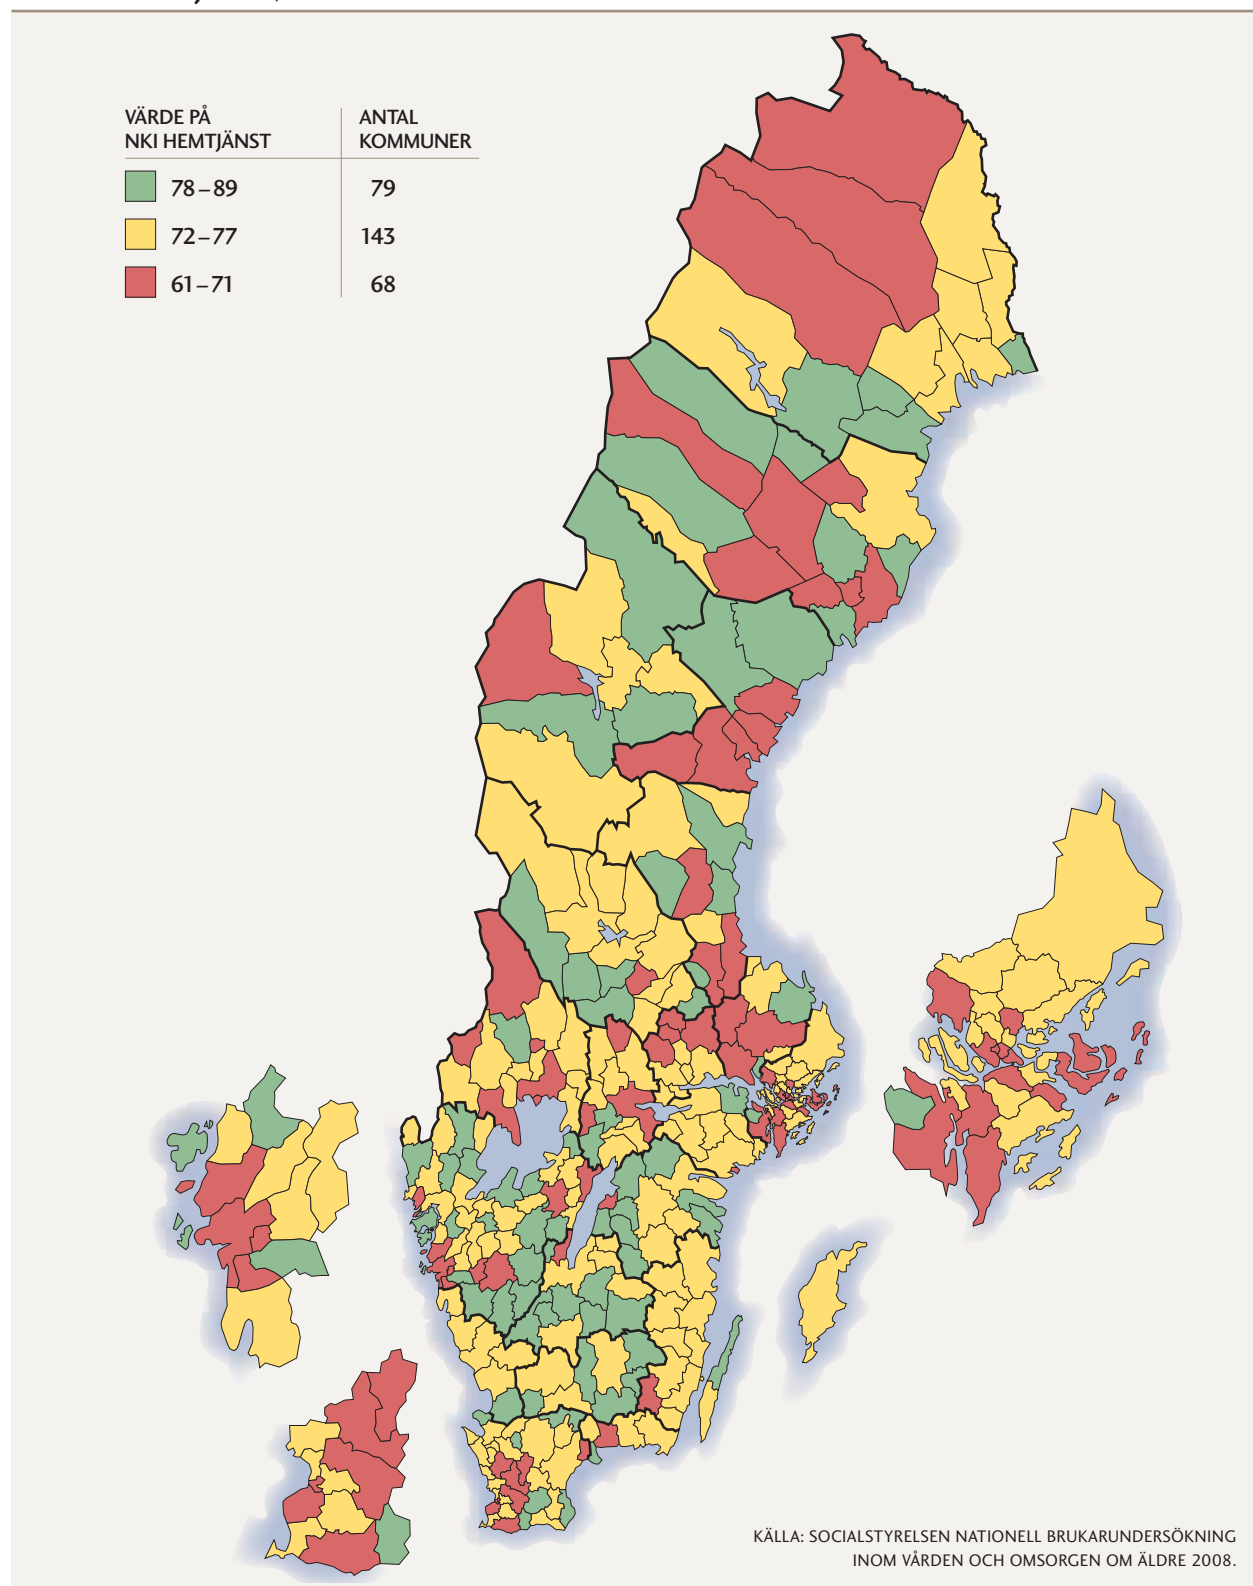 VÄRDE PÅ
NKI HEMTJÄNST
ANTAL
KOMMUNER
78–89 79
72–77 143
61–71 68
KÄLLA: SOCIALSTYRELSEN NATIONELL BRUKARUNDERSÖKNING
INOM VÅRDEN OCH OMSORGEN OM ÄLDRE 2008.